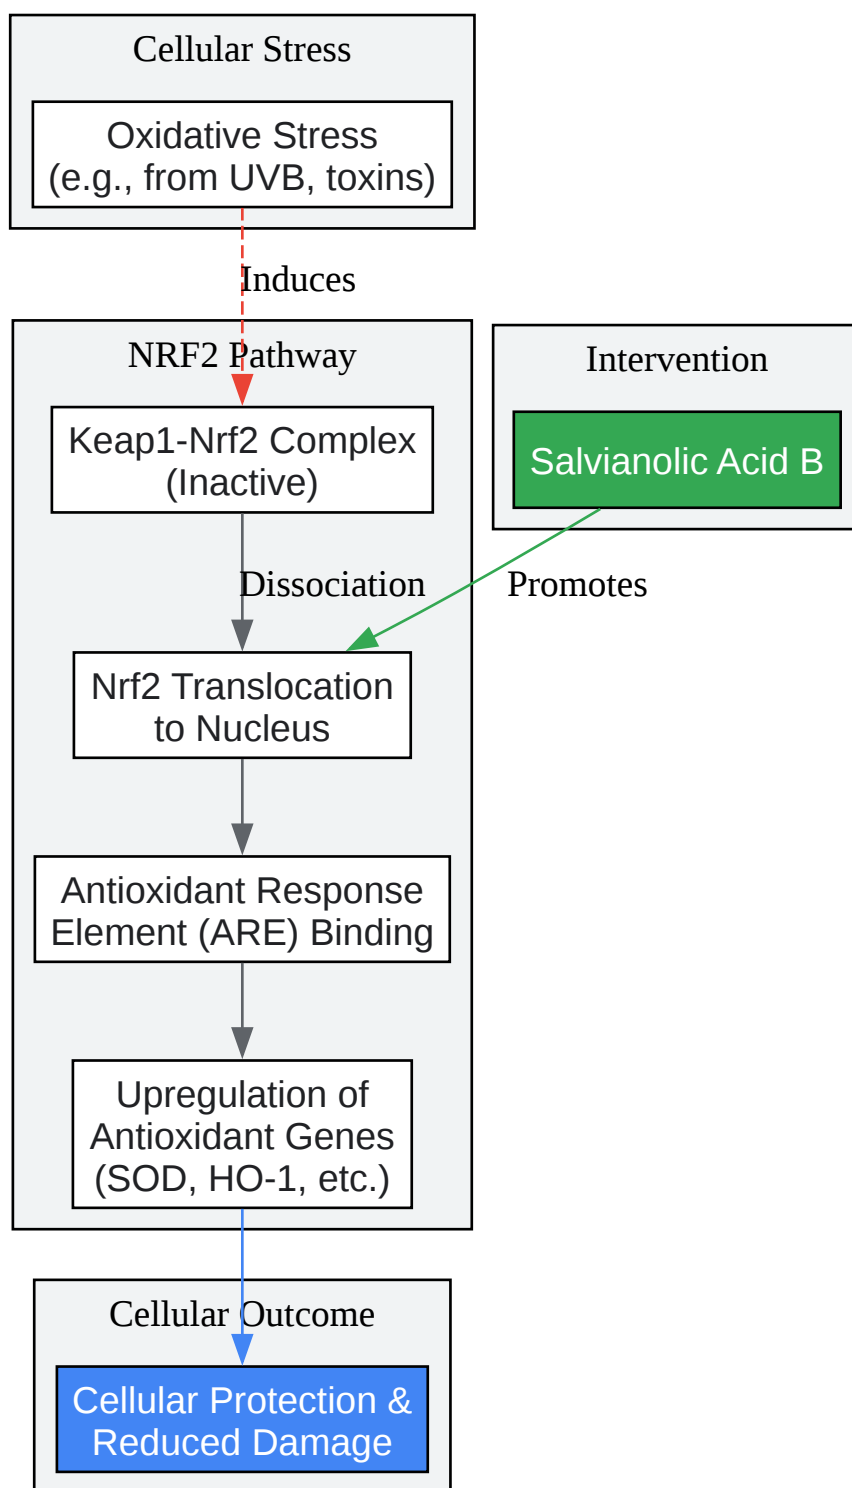 Cellular Stress
Oxidative Stress
(e.g., from UVB, toxins)
Induces
NRF2 Pathway
Keap1-Nrf2 Complex
(Inactive)
Intervention
Salvianolic Acid B
Dissociation
Promotes
Nrf2 Translocation
to Nucleus
Antioxidant Response
Element (ARE) Binding
Upregulation of
Antioxidant Genes
(SOD, HO-1, etc.)
Cellular Outcome
Cellular Protection &
Reduced Damage